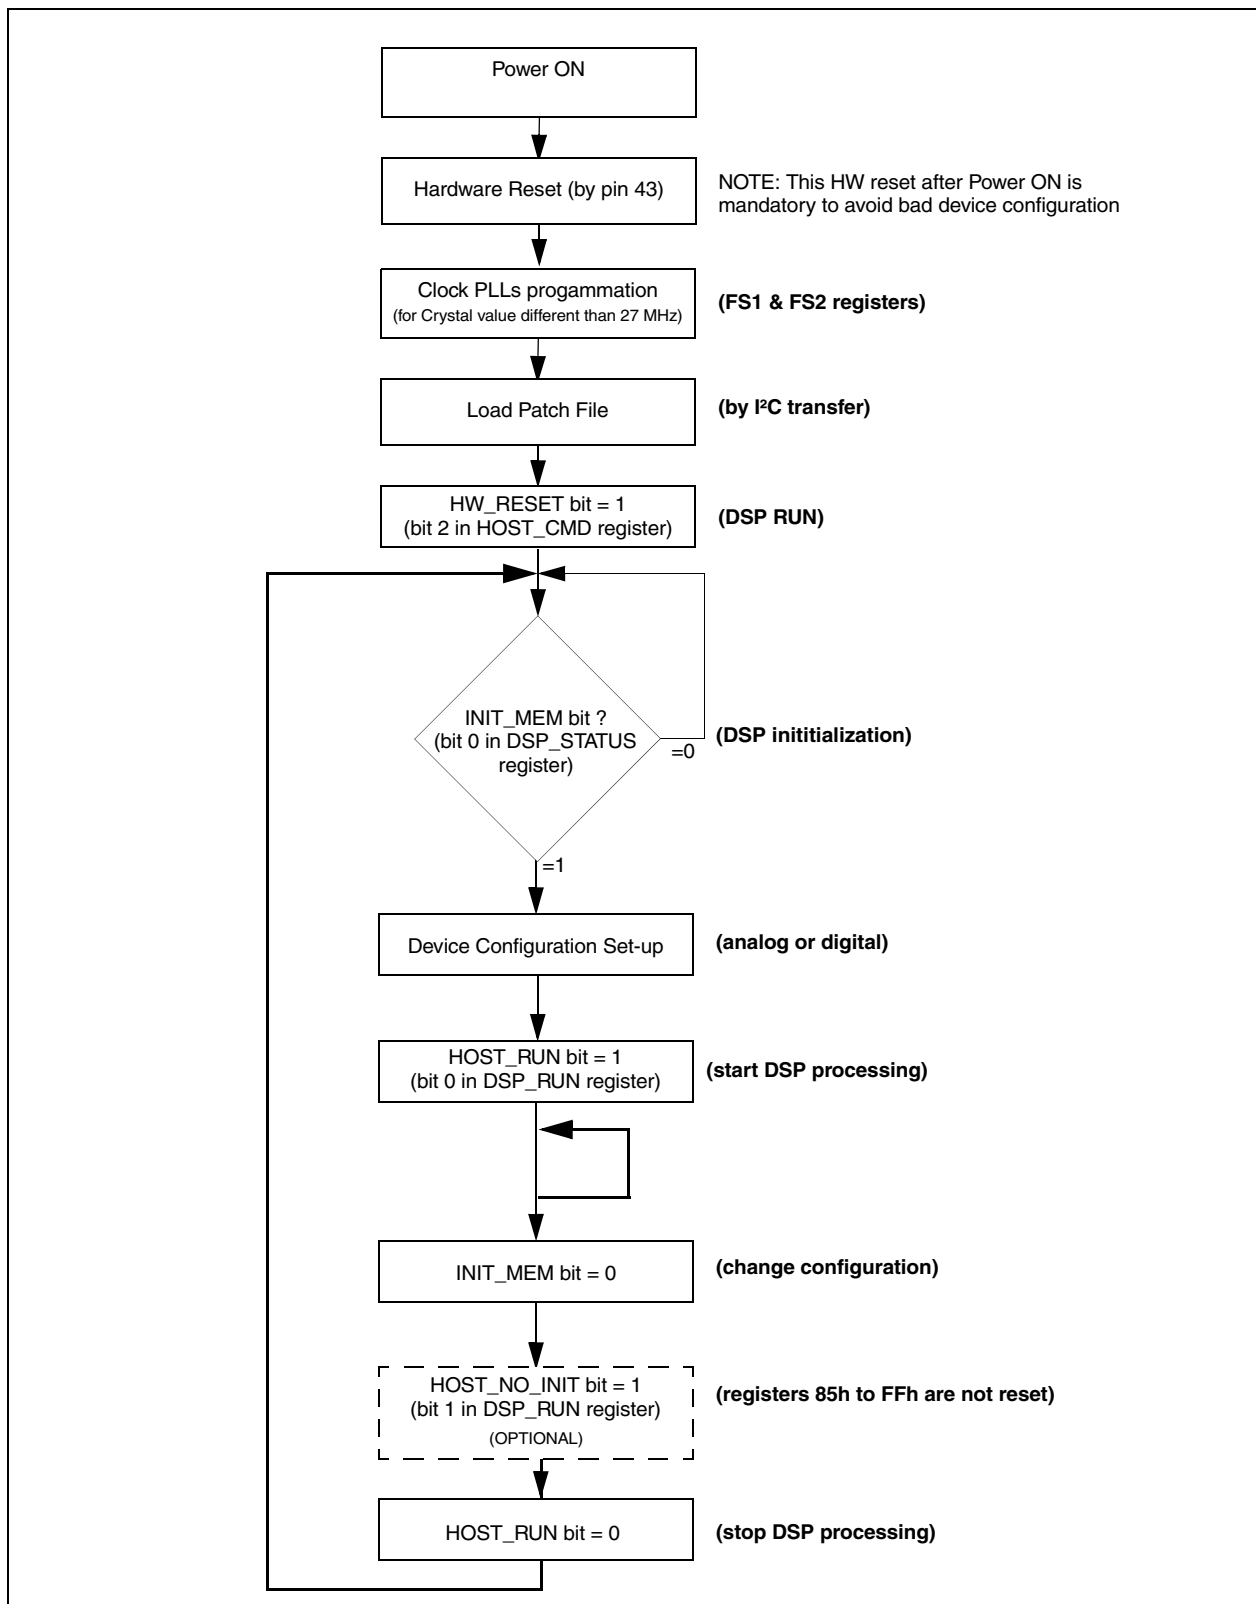 Power ON
Hardware Reset (by pin 43)
NOTE: This HW reset after Power ON is
mandatory to avoid bad device configuration
Clock PLLs progammation
(for Crystal value different than 27 MHz)
(FS1 & FS2 registers)
Load Patch File
(by I²C transfer)
HW_RESET bit = 1
(bit 2 in HOST_CMD register)
(DSP RUN)
INIT_MEM bit ?
(bit 0 in DSP_STATUS
register)
=0
(DSP inititialization)
=1
Device Configuration Set-up
(analog or digital)
HOST_RUN bit = 1
(bit 0 in DSP_RUN register)
(start DSP processing)
INIT_MEM bit = 0
(change configuration)
HOST_NO_INIT bit = 1
(bit 1 in DSP_RUN register)
(OPTIONAL)
(registers 85h to FFh are not reset)
HOST_RUN bit = 0
(stop DSP processing)